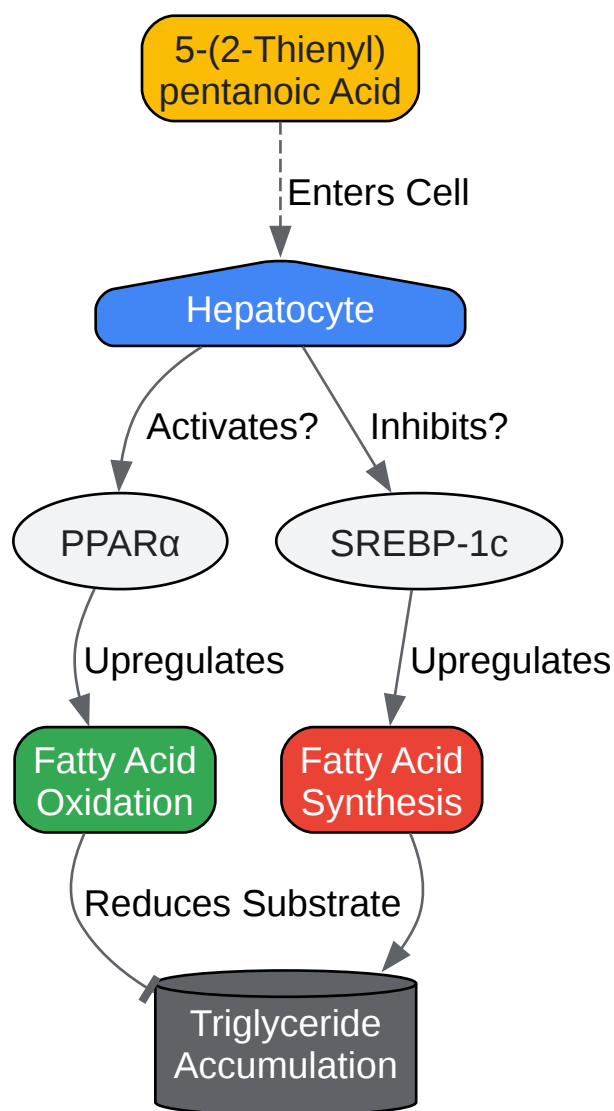 5-(2-Thienyl)
pentanoic Acid
Enters Cell
Hepatocyte
Activates?
Inhibits?
PPARα
SREBP-1c
Upregulates
Upregulates
Fatty Acid
Oxidation
Fatty Acid
Synthesis
Reduces Substrate
Triglyceride
Accumulation